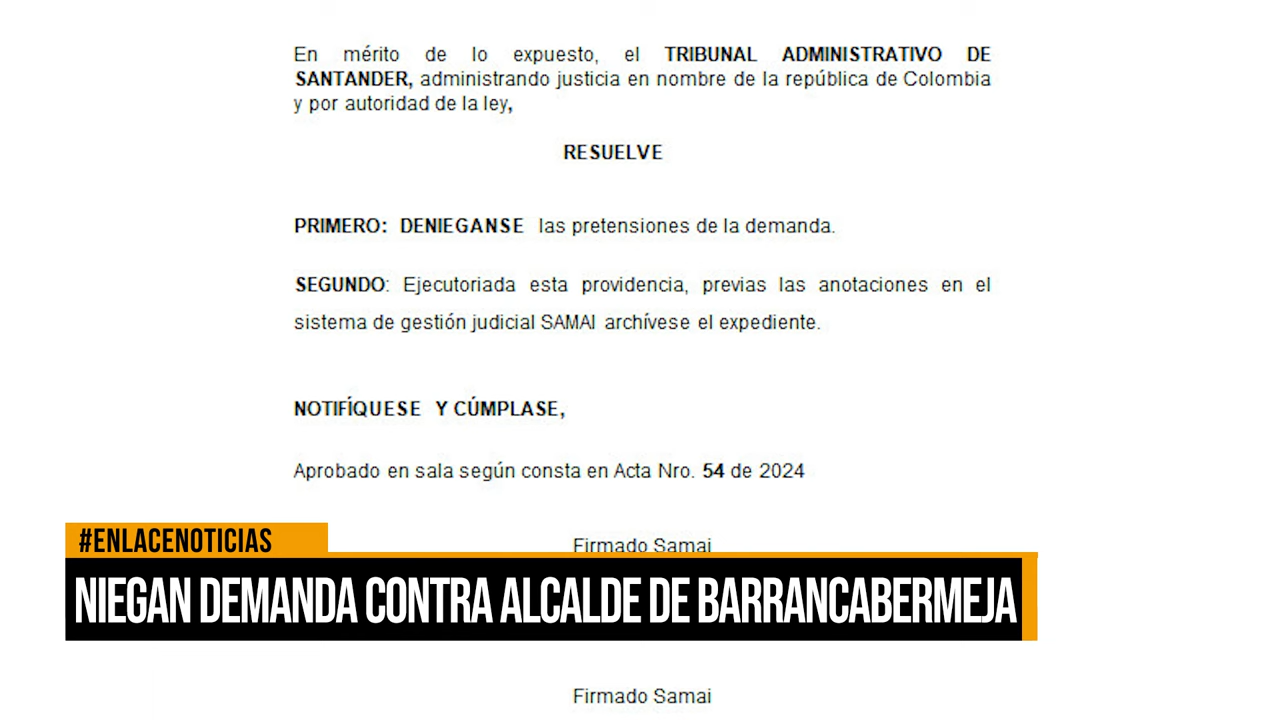 En mérito de lo expuesto, el TRIBUNAL ADMINISTRATIVO DE
SANTANDER, administrando justicia en nombre de la república de Colombia
y por autoridad de la ley,
RESUELVE
PRIMERO: DENIEGANSE las pretensiones de la demanda.
SEGUNDO: Ejecutoriada esta providencia, previas las anotaciones en el
sistema de gestión judicial SAMAI archívese el expediente.
NOTIFÍQUESE Y CÚMPLASE,
Aprobado en sala según consta en Acta Nro. 54 de 2024
Firmado Samai
#ENLACENOTICIAS
NIEGAN DEMANDA CONTRA ALCALDE DE BARRANCABERMEJA
Firmado Samai